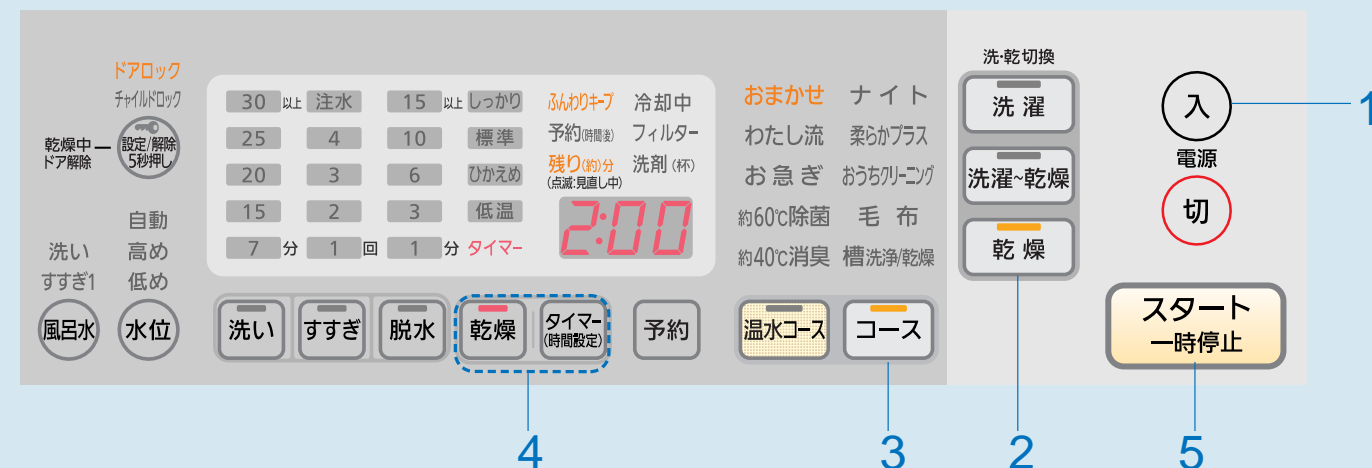 ドアロック
チャイルドロック
乾燥中
ドア解除
設定/解除
5秒押し
自動
洗い 高め
すすぎ1 低め
風呂水 水位
30 以上 注水 15 以上 しっかり
25 4 10 標準
20 3 6 ひかえめ
15 2 3 低温
7 分 1 回 1 分 タイマー
ふんわりキープ 冷却中
予約(時間後) フィルター
残り(約)分 洗剤(杯)
(点滅:見直し中)
2:00
洗い すすぎ 脱水 乾燥 タイマー
(時間設定)
予約
おまかせ ナイト
わたし流 柔らかプラス
お急ぎ おうちクリーニング
約60℃除菌 毛布
約40℃消臭 槽洗浄/乾燥
温水コース コース
洗・乾切換
洗濯
洗濯~乾燥
乾燥
入
電源
切
スタート
一時停止
1
4
3
2
5